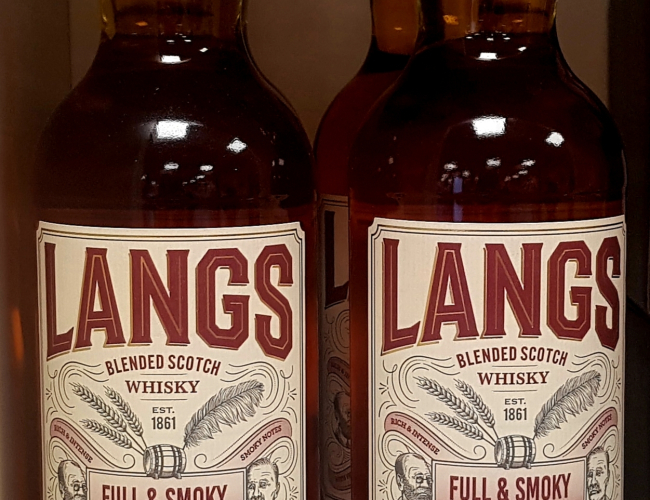 LANGS
BLENDED SCOTCH
WHISKY
EST.
1861
RICH & INTENSE
SMOKY NOTES
FULL & SMOKY
LANGS
BLENDED SCOTCH
WHISKY
EST.
1861
RICH & INTENSE
SMOKY NOTES
FULL & SMOKY